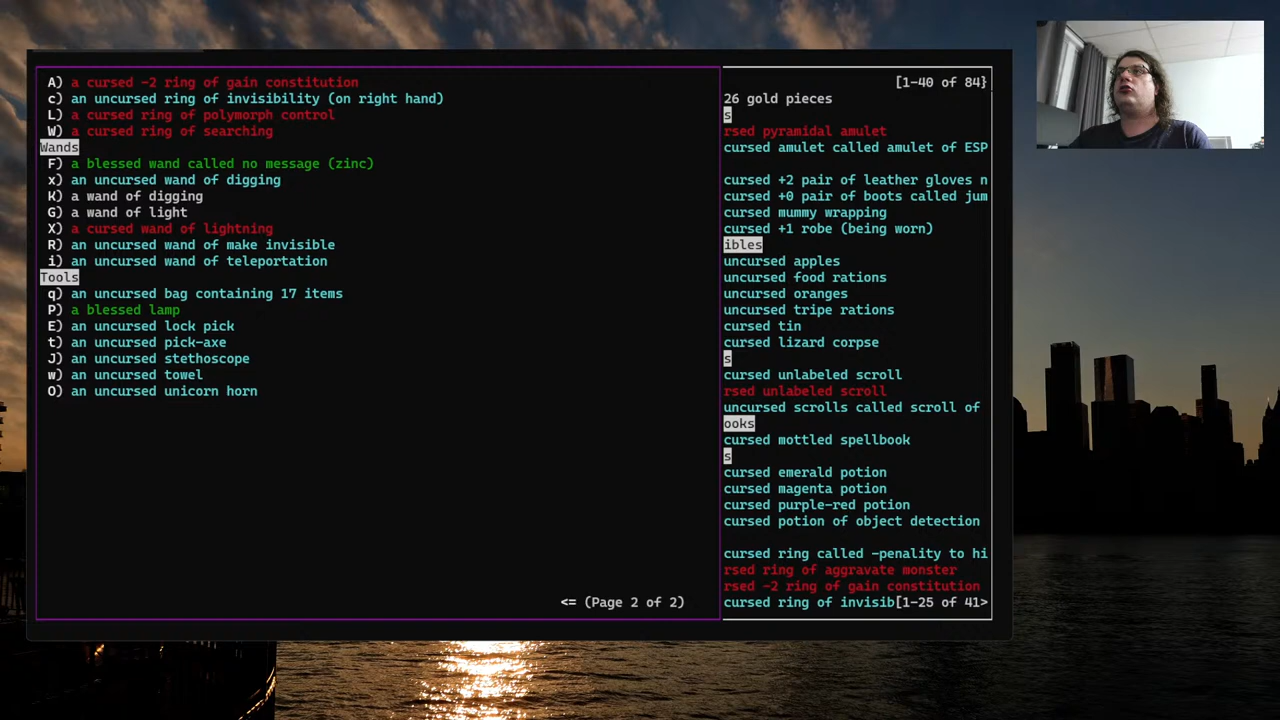 A) a cursed -2 ring of gain constitution
c) an uncursed ring of invisibility (on right hand)
L) a cursed ring of polymorph control
W) a cursed ring of searching
Wands
F) a blessed wand called no message (zinc)
x) an uncursed wand of digging
K) a wand of digging
G) a wand of light
X) a cursed wand of lightning
R) an uncursed wand of make invisible
i) an uncursed wand of teleportation
Tools
q) an uncursed bag containing 17 items
P) a blessed lamp
E) an uncursed lock pick
t) an uncursed pick-axe
J) an uncursed stethoscope
w) an uncursed towel
O) an uncursed unicorn horn
<= (Page 2 of 2)
[1-40 of 84}
26 gold pieces
s
rsed pyramidal amulet
cursed amulet called amulet of ESP
cursed +2 pair of leather gloves n
cursed +0 pair of boots called jum
cursed mummy wrapping
cursed +1 robe (being worn)
ibles
uncursed apples
uncursed food rations
uncursed oranges
uncursed tripe rations
cursed tin
cursed lizard corpse
s
cursed unlabeled scroll
rsed unlabeled scroll
uncursed scrolls called scroll of
ooks
cursed mottled spellbook
s
cursed emerald potion
cursed magenta potion
cursed purple-red potion
cursed potion of object detection
cursed ring called -penality to hi
rsed ring of aggravate monster
rsed -2 ring of gain constitution
cursed ring of invisib[1-25 of 41>